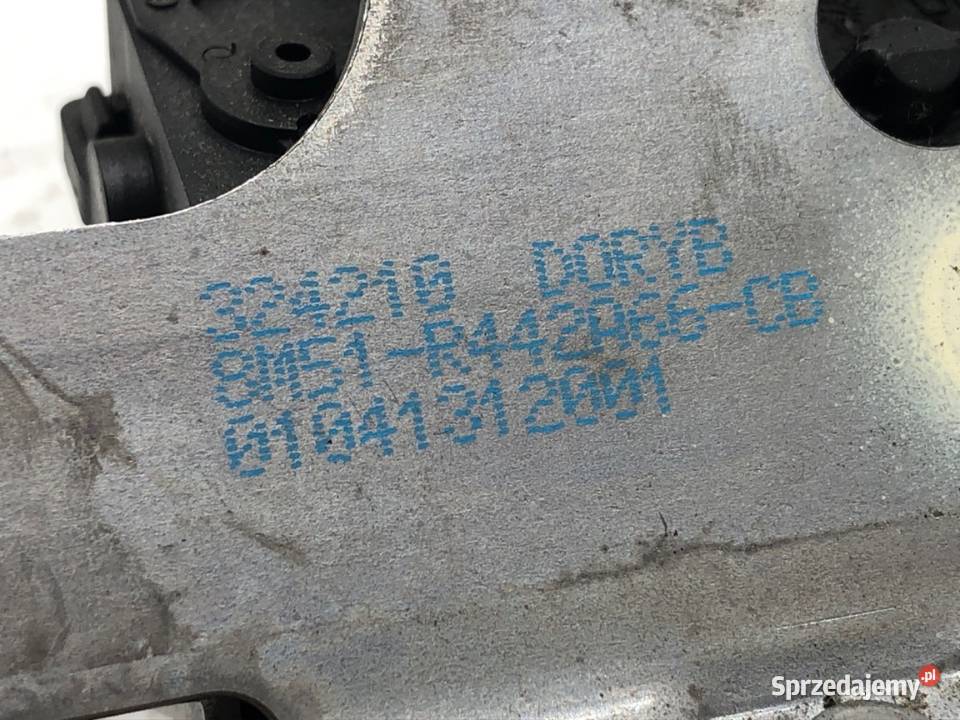 324210 DORYB
8M51-R442A66-CB
01041312001
Sprzedajemy.pl